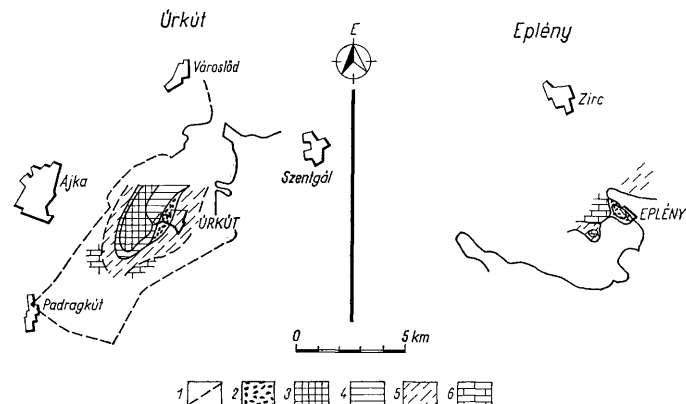 Úrkút
E
Eplény
Városlőd
Zirc
Ajka
Szentgál
ÚRKÚT
EPLÉNY
Padragkút
0 5 km
1 2 3 4 5 6